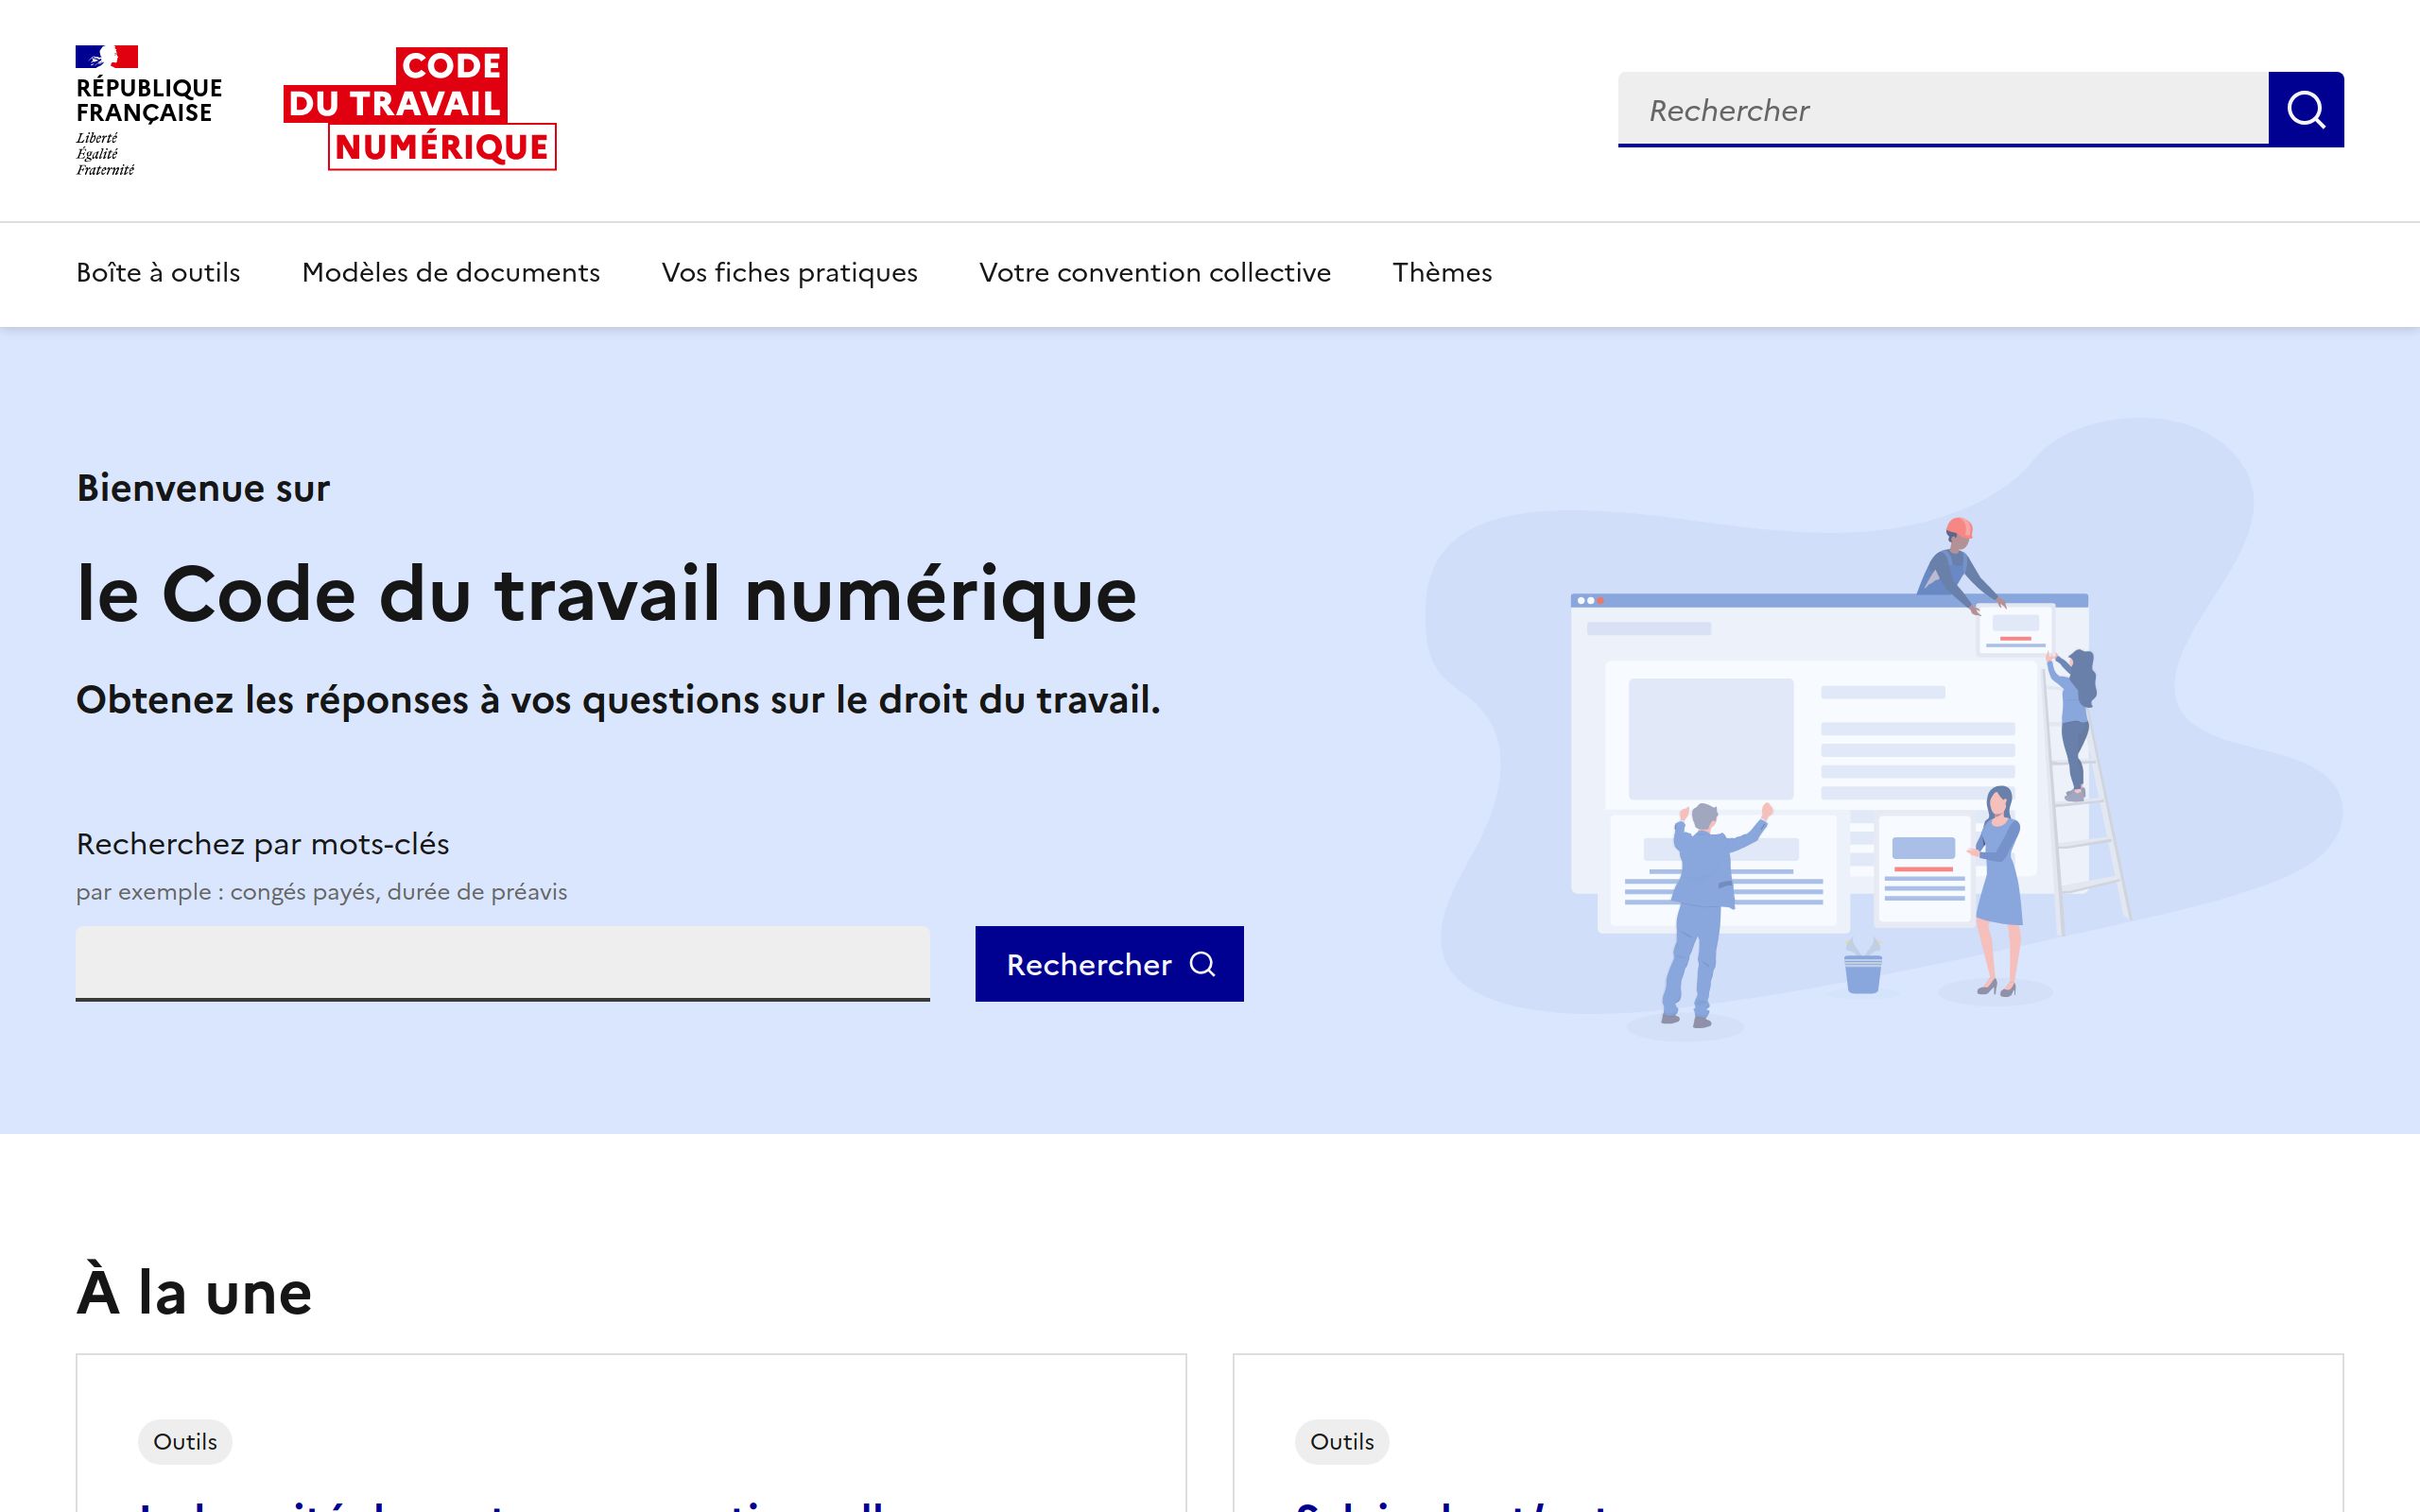 RÉPUBLIQUE
FRANÇAISE
Liberté
Égalité
Fraternité
CODE
DU TRAVAIL
NUMÉRIQUE
Rechercher
Boîte à outils
Modèles de documents
Vos fiches pratiques
Votre convention collective
Thèmes
Bienvenue sur
le Code du travail numérique
Obtenez les réponses à vos questions sur le droit du travail.
Recherchez par mots-clés
par exemple : congés payés, durée de préavis
Rechercher
À la une
Outils
Outils